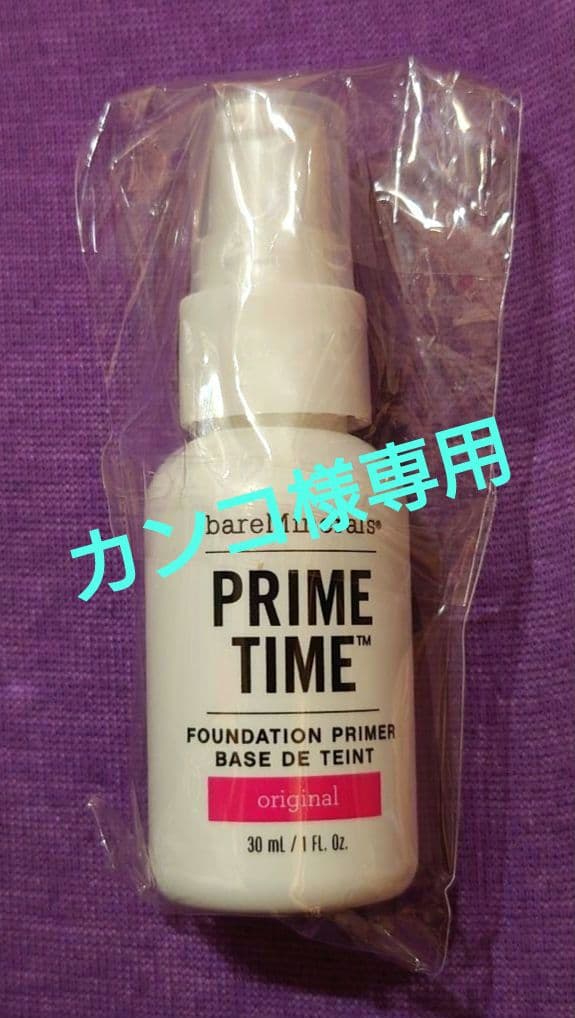 カンコ様専用
bareMinerals®
PRIME
TIME™
FOUNDATION PRIMER
BASE DE TEINT
original
30 mL / 1 FL. Oz.